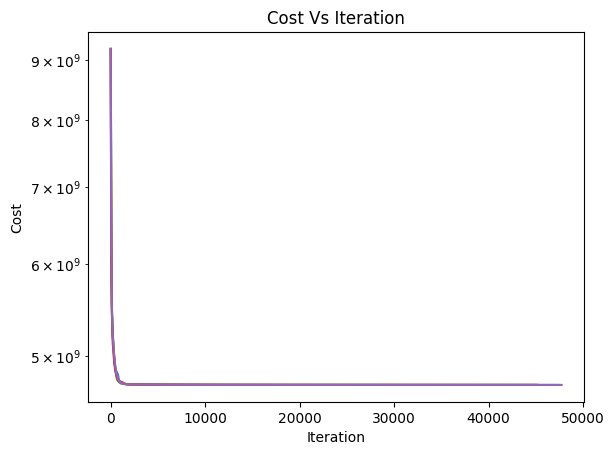 Cost Vs Iteration
9 × 10⁹
8 × 10⁹
7 × 10⁹
6 × 10⁹
5 × 10⁹
Cost
0 10000 20000 30000 40000 50000
Iteration